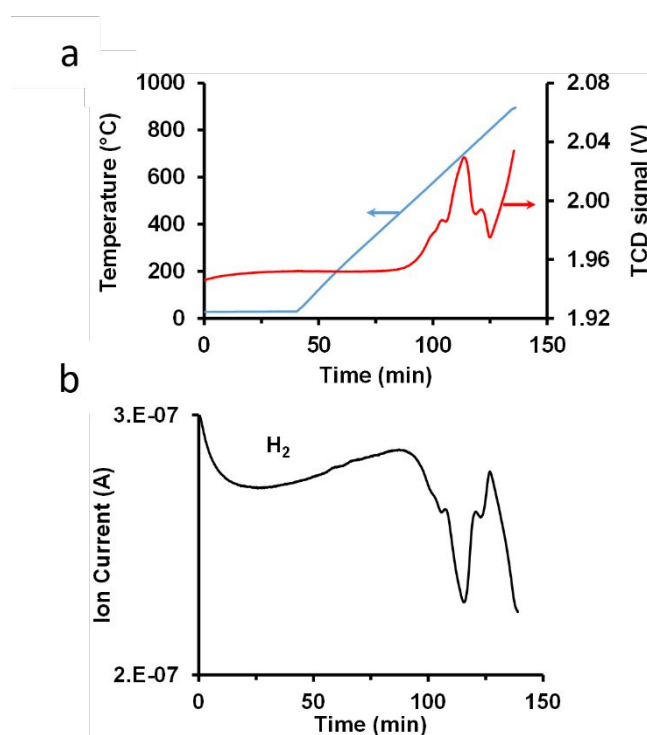 a
1000
800
600
400
200
0
Temperature (°C)
2.08
2.04
2.00
1.96
1.92
TCD signal (V)
0 50 100 150
Time (min)
b
3.E-07
2.E-07
Ion Current (A)
H₂
0 50 100 150
Time (min)